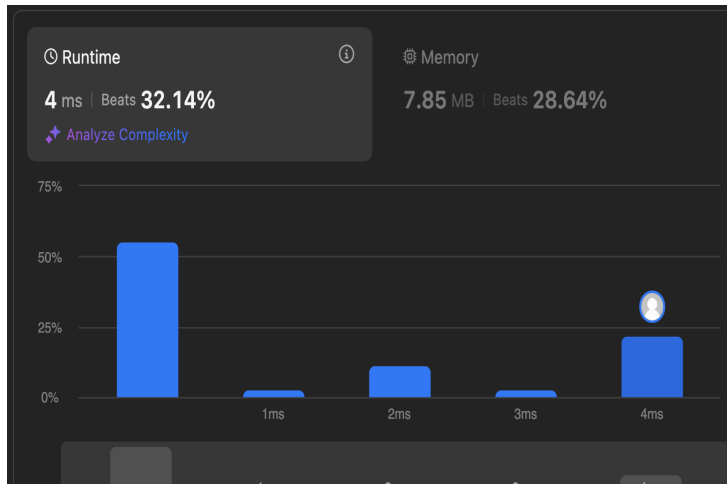 Runtime
Memory
4 ms | Beats 32.14%
7.85 MB | Beats 28.64%
Analyze Complexity
75%
50%
25%
0%
1ms 2ms 3ms 4ms